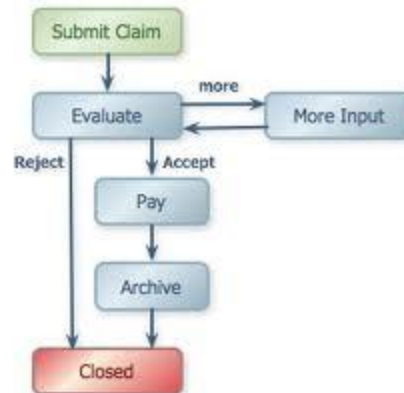 Submit Claim
more
Evaluate
More Input
Reject
Accept
Pay
Archive
Closed